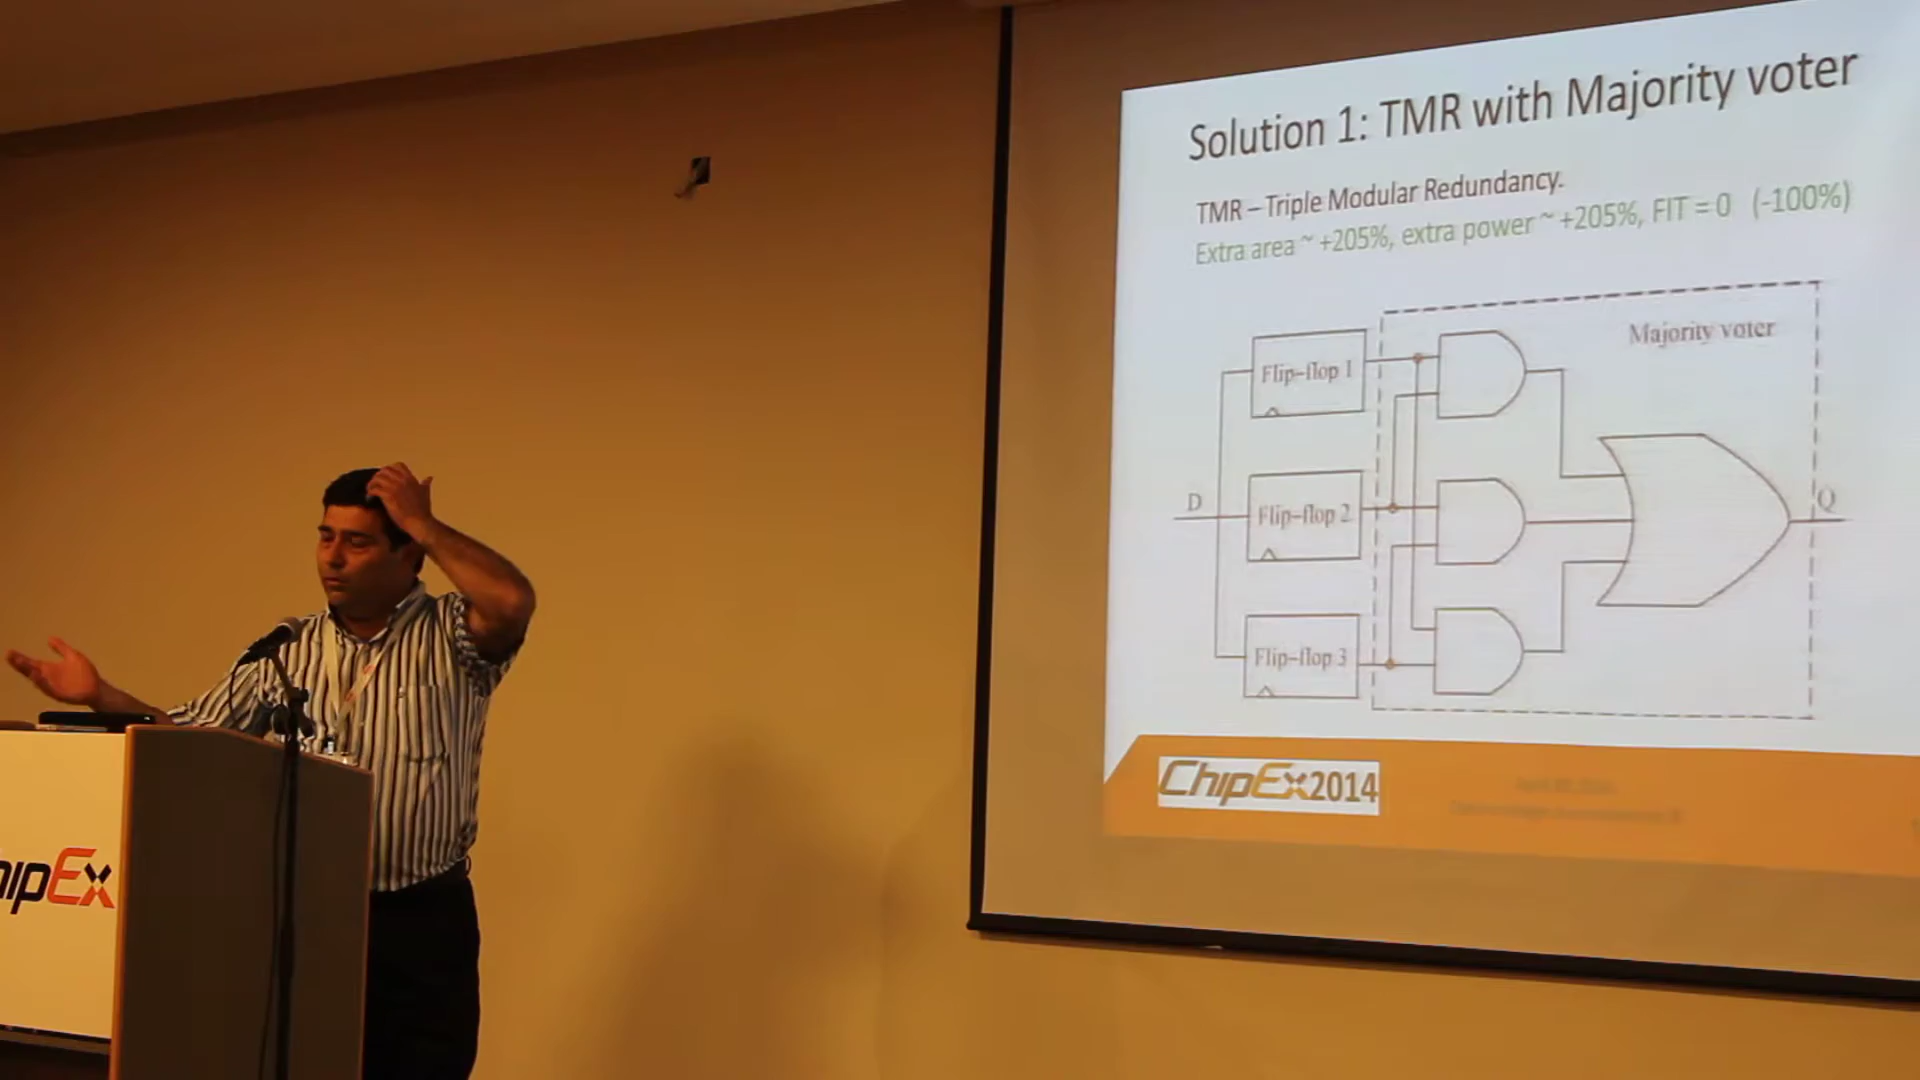 Solution 1: TMR with Majority voter
TMR – Triple Modular Redundancy.
Extra area ~ +205%, extra power ~ +205%, FIT = 0 (-100%)
Majority voter
Flip-flop 1
D
Flip-flop 2
Q
Flip-flop 3
ChipEx2014
hipEx